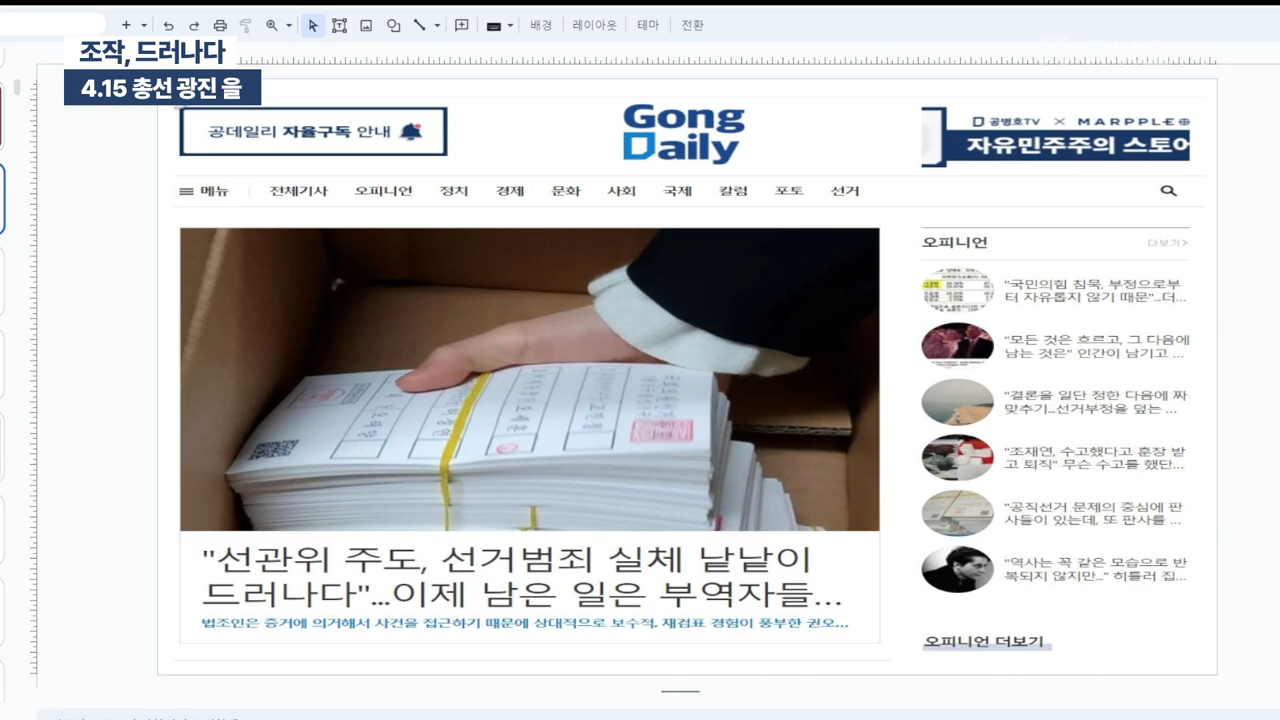 배경
레이아웃
테마
전환
조작, 드러나다
4.15 총선 광진 을
공데일리 자율구독 안내
Gong
Daily
공병호TV × MARPPLE
자유민주주의 스토어
메뉴
전체기사
오피니언
정치
경제
문화
사회
국제
칼럼
포토
선거
"선관위 주도, 선거범죄 실체 낱낱이
드러나다"...이제 남은 일은 부역자들...
법조인은 증거에 의거해서 사건을 접근하기 때문에 상대적으로 보수적. 재검표 경험이 풍부한 권오...
오피니언
더보기 >
"국민의힘 침묵, 부정으로부
터 자유롭지 않기 때문"...더...
"모든 것은 흐르고, 그 다음에
남는 것은" 인간이 남기고 ...
"결론을 일단 정한 다음에 짜
맞추기...선거부정을 덮는 ...
"조재연, 수고했다고 훈장 받
고 퇴직" 무슨 수고를 했단...
"공직선거 문제의 중심에 판
사들이 있는데, 또 판사를 ...
"역사는 꼭 같은 모습으로 반
복되지 않지만..." 히틀러 집...
오피니언 더보기